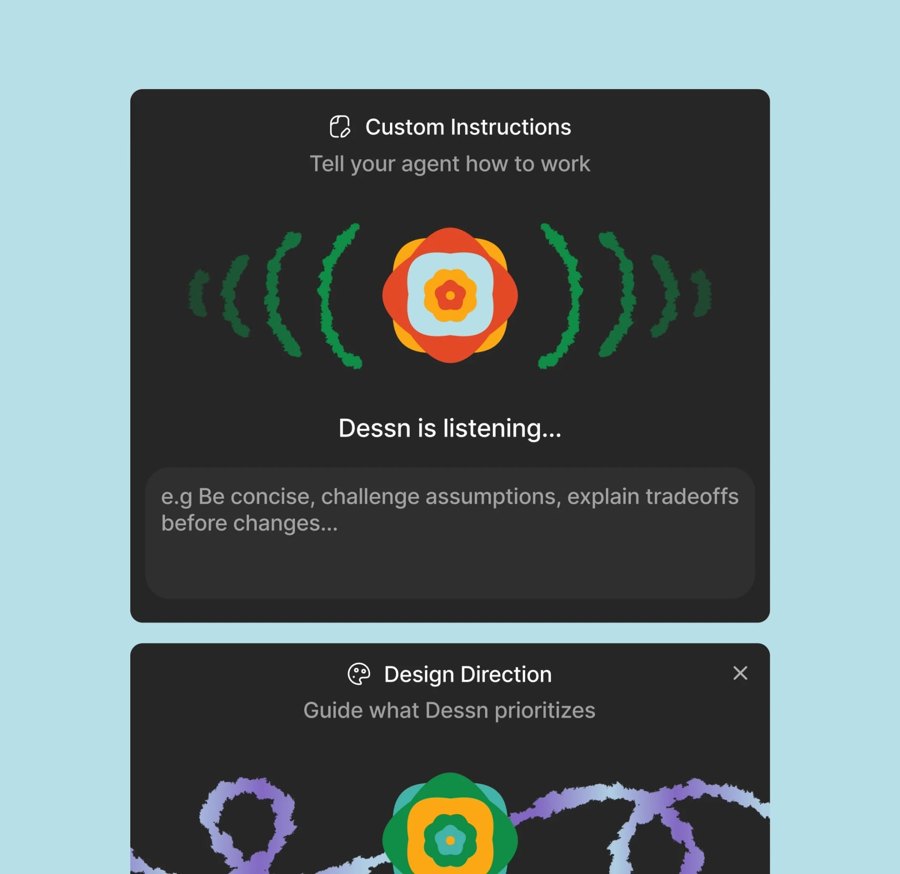 Custom Instructions
Tell your agent how to work
Dessn is listening...
e.g Be concise, challenge assumptions, explain tradeoffs
before changes...
Design Direction
Guide what Dessn prioritizes